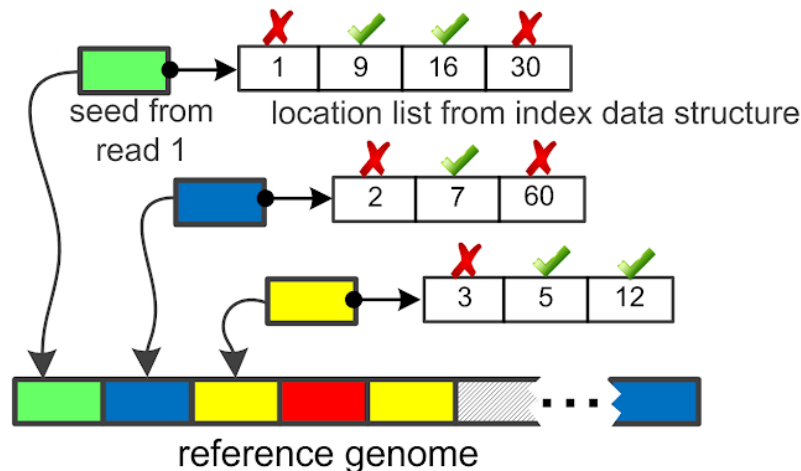 1 9 16 30
seed from
read 1
location list from index data structure
2 7 60
3 5 12
reference genome